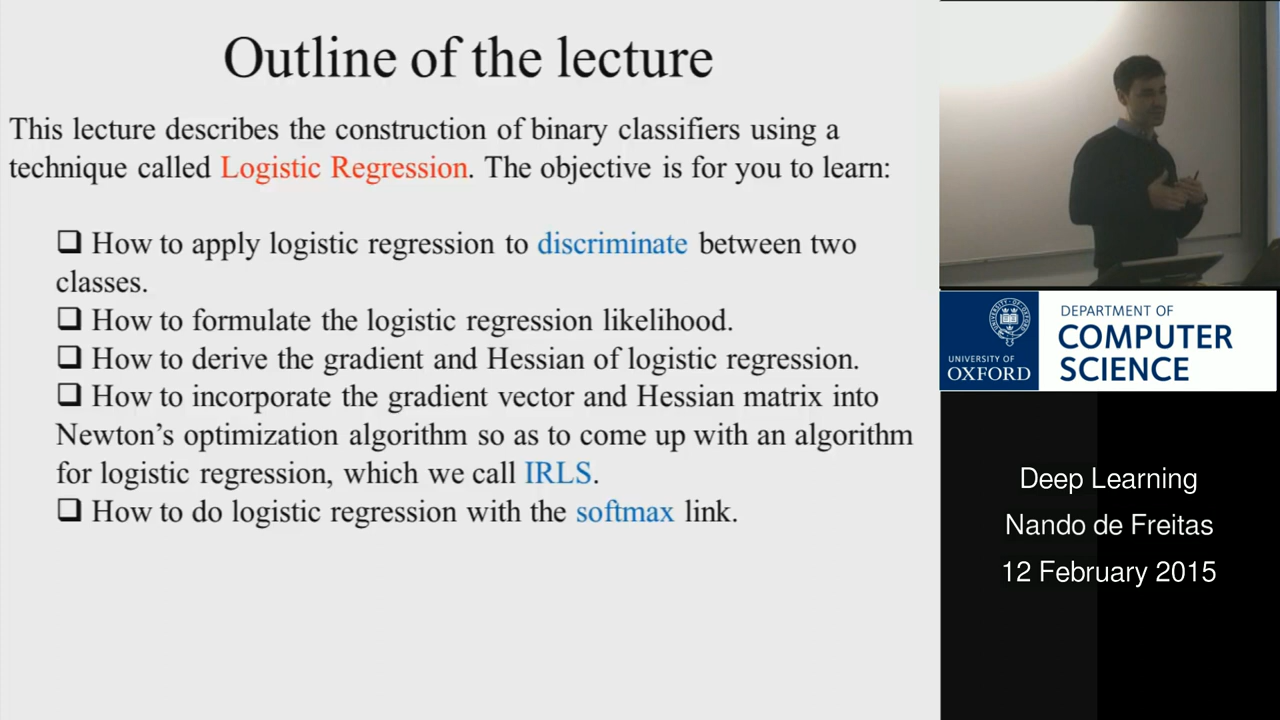 Outline of the lecture
This lecture describes the construction of binary classifiers using a
technique called Logistic Regression. The objective is for you to learn:
❑ How to apply logistic regression to discriminate between two
classes.
❑ How to formulate the logistic regression likelihood.
❑ How to derive the gradient and Hessian of logistic regression.
❑ How to incorporate the gradient vector and Hessian matrix into
Newton’s optimization algorithm so as to come up with an algorithm
for logistic regression, which we call IRLS.
❑ How to do logistic regression with the softmax link.
UNIVERSITY OF
OXFORD
DEPARTMENT OF
COMPUTER
SCIENCE
Deep Learning
Nando de Freitas
12 February 2015